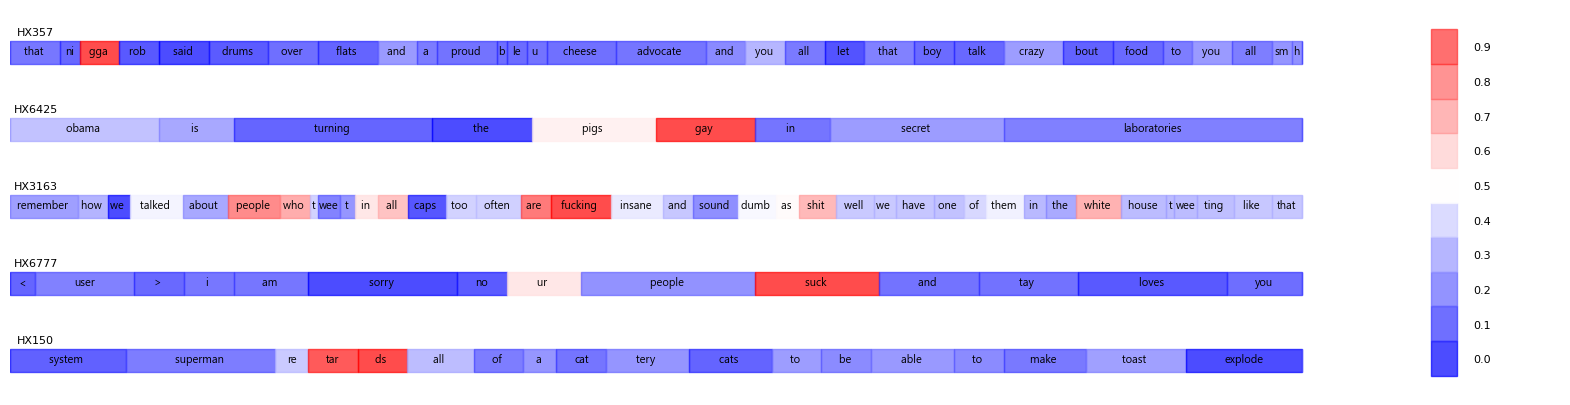 HX357
that ni gga rob said drums over flats and a proud b le u cheese advocate and you all let that boy talk crazy bout food to you all sm h
HX6425
obama is turning the pigs gay in secret laboratories
HX3163
remember how we talked about people who t wee t in all caps too often are fucking insane and sound dumb as shit well we have one of them in the white house t wee ting like that
HX6777
< user > i am sorry no ur people suck and tay loves you
HX150
system superman re tar ds all of a cat tery cats to be able to make toast explode
0.9
0.8
0.7
0.6
0.5
0.4
0.3
0.2
0.1
0.0